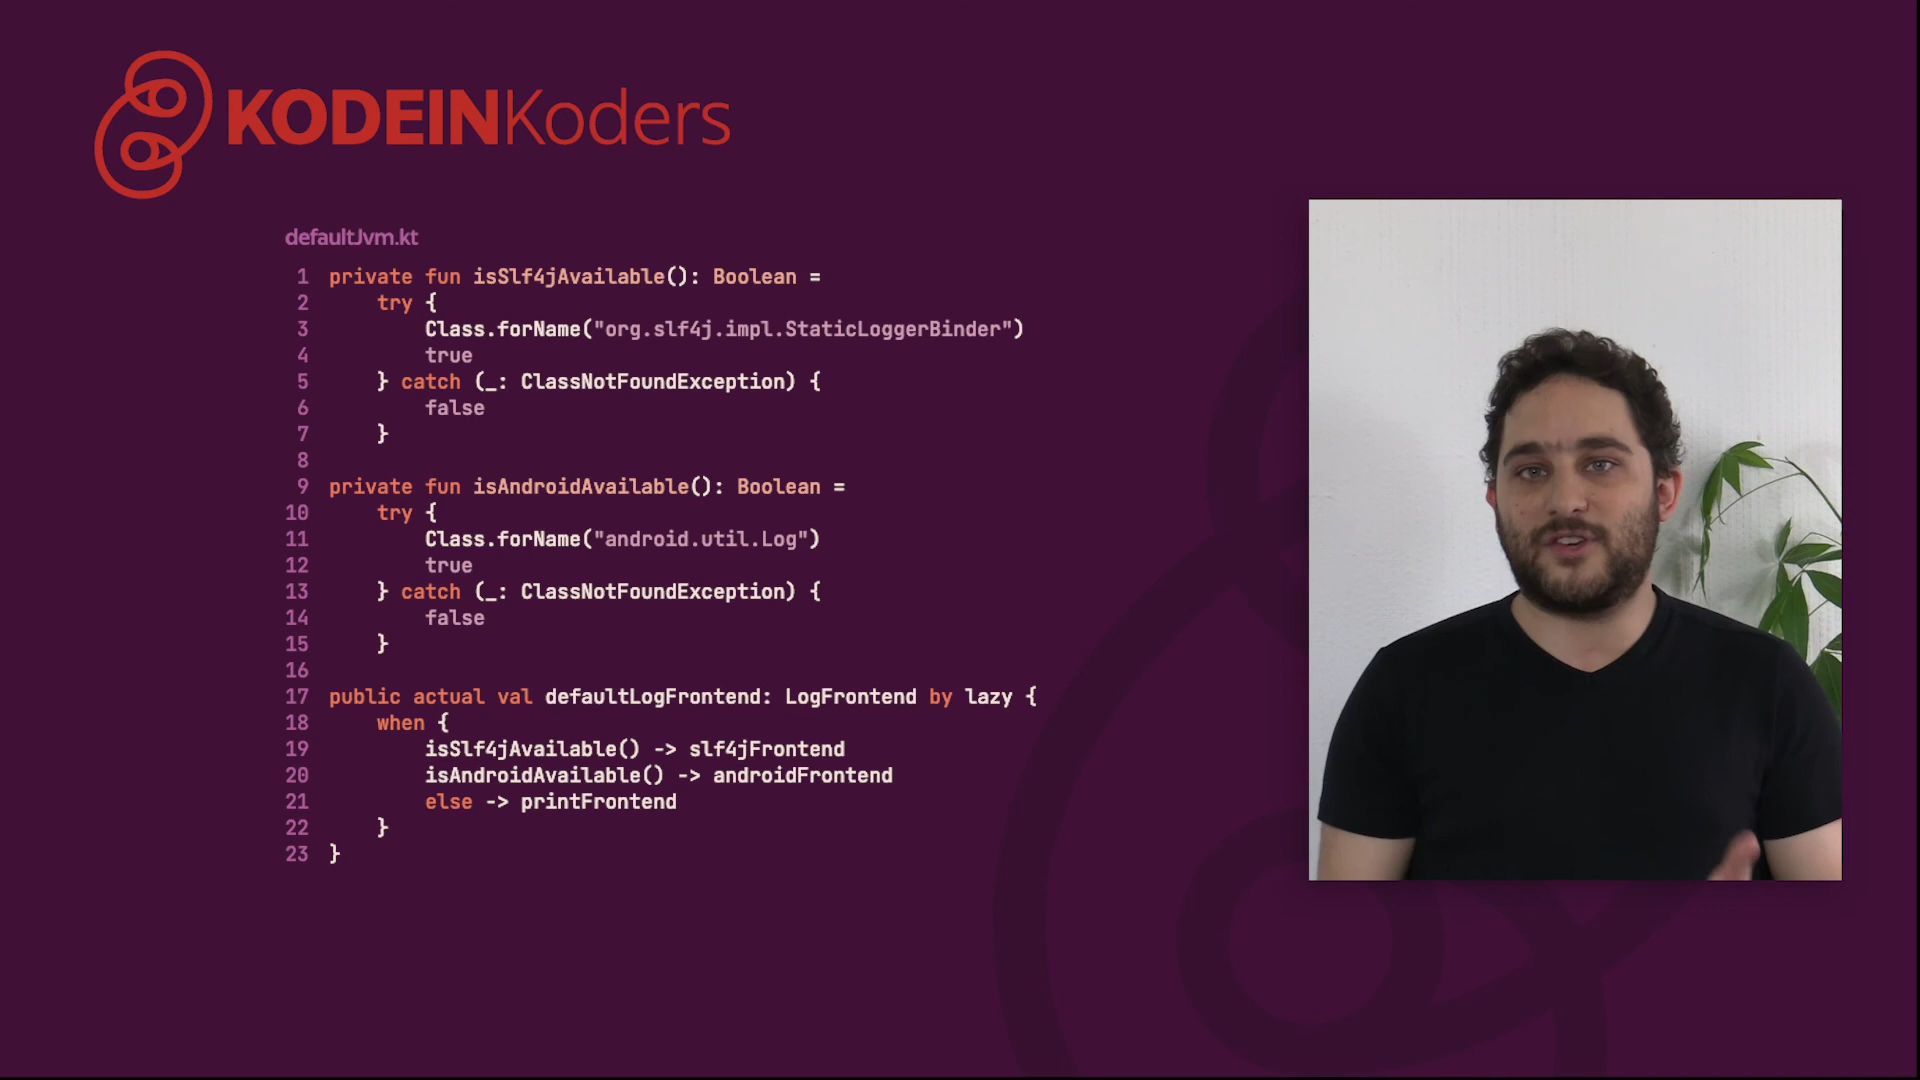 KODEINKoders
defaultJvm.kt
1 private fun isSlf4jAvailable(): Boolean =
2     try {
3         Class.forName("org.slf4j.impl.StaticLoggerBinder")
4         true
5     } catch (_: ClassNotFoundException) {
6         false
7     }
8
9 private fun isAndroidAvailable(): Boolean =
10     try {
11         Class.forName("android.util.Log")
12         true
13     } catch (_: ClassNotFoundException) {
14         false
15     }
16
17 public actual val defaultLogFrontend: LogFrontend by lazy {
18     when {
19         isSlf4jAvailable() -> slf4jFrontend
20         isAndroidAvailable() -> androidFrontend
21         else -> printFrontend
22     }
23 }